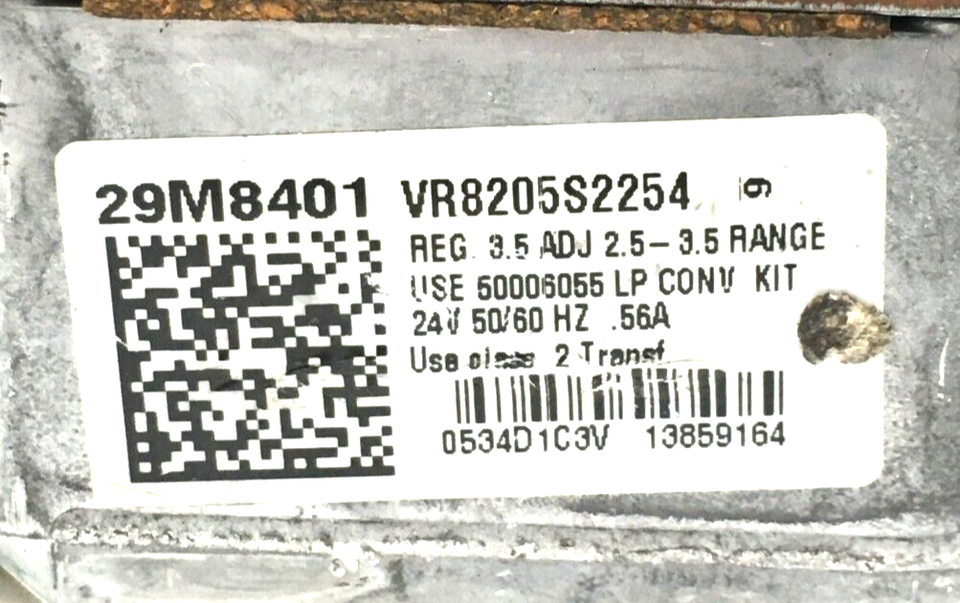 29M8401 VR8205S2254 9
REG. 3.5 ADJ 2.5-3.5 RANGE
USE 50006055 LP CONV KIT
24V 50/60 HZ .56A
Use class 2 Transf
0534D1C3V 13859164